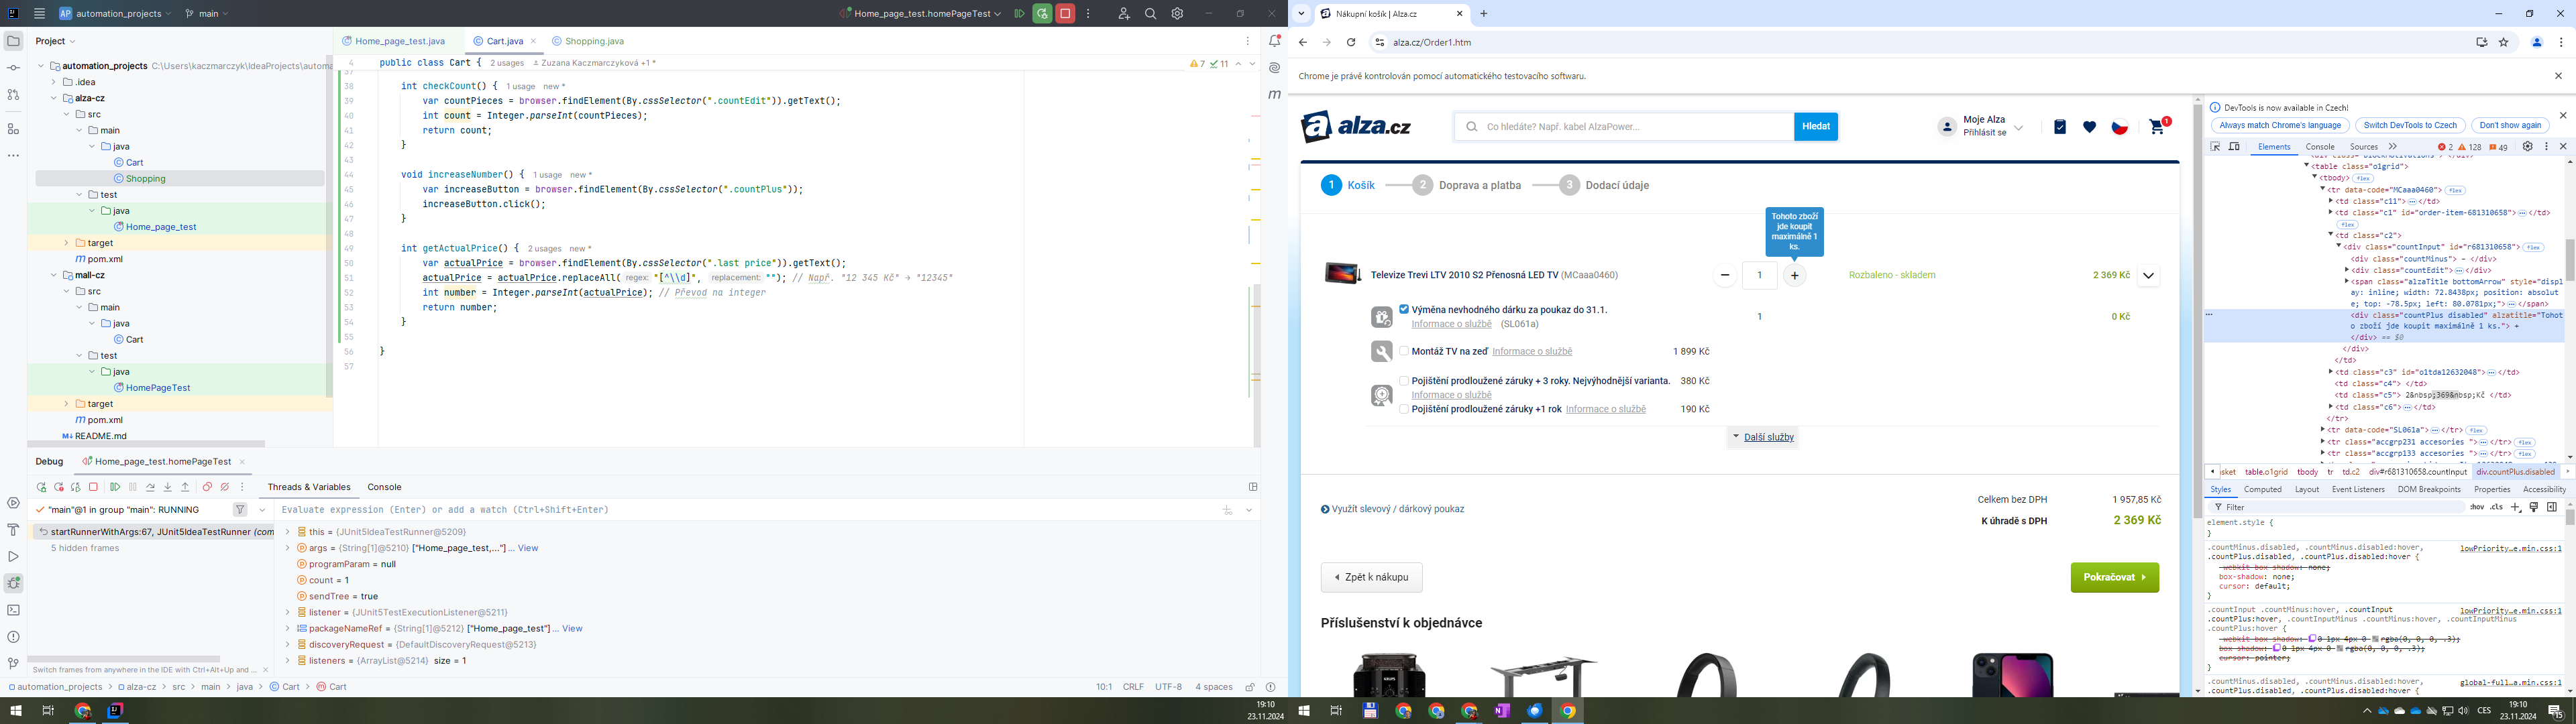 AP automation_projects
main
Home_page_test.homePageTest
Project
automation_projects C:\Users\kaczmarczyk\IdeaProjects\automa
.idea
alza-cz
src
main
java
Cart
Shopping
test
java
Home_page_test
target
pom.xml
mall-cz
src
main
java
Cart
test
java
HomePageTest
target
pom.xml
README.md
Home_page_test.java
Cart.java
Shopping.java
4 public class Cart { 2 usages Zuzana Kaczmarczyková +1 *
7 11
37
38 int checkCount() { 1 usage new *
39 var countPieces = browser.findElement(By.cssSelector(".countEdit")).getText();
40 int count = Integer.parseInt(countPieces);
41 return count;
42 }
43
44 void increaseNumber() { 1 usage new *
45 var increaseButton = browser.findElement(By.cssSelector(".countPlus"));
46 increaseButton.click();
47 }
48
49 int getActualPrice() { 2 usages new *
50 var actualPrice = browser.findElement(By.cssSelector(".last price")).getText();
51 actualPrice = actualPrice.replaceAll( regex: "[^\\d]", replacement: ""); // Např. "12 345 Kč" → "12345"
52 int number = Integer.parseInt(actualPrice); // Převod na integer
53 return number;
54 }
55
56 }
57
Debug
Home_page_test.homePageTest
Threads & Variables
Console
"main"@1 in group "main": RUNNING
startRunnerWithArgs:67, JUnit5IdeaTestRunner (com
5 hidden frames
Switch frames from anywhere in the IDE with Ctrl+Alt+Up and ...
Evaluate expression (Enter) or add a watch (Ctrl+Shift+Enter)
this = {JUnit5IdeaTestRunner@5209}
args = {String[1]@5210} ["Home_page_test,..."] ... View
programParam = null
count = 1
sendTree = true
listener = {JUnit5TestExecutionListener@5211}
packageNameRef = {String[1]@5212} ["Home_page_test"] ... View
discoveryRequest = {DefaultDiscoveryRequest@5213}
listeners = {ArrayList@5214} size = 1
automation_projects > alza-cz > src > main > java > Cart > Cart
10:1 CRLF UTF-8 4 spaces
19:10
23.11.2024
Nákupní košík | Alza.cz
alza.cz/Order1.htm
Chrome je právě kontrolován pomocí automatického testovacího softwaru.
alza.cz
Co hledáte? Např. kabel AlzaPower...
Hledat
Moje Alza
Přihlásit se
1
1 Košík
2 Doprava a platba
3 Dodací údaje
Tohoto zboží
jde koupit
maximálně 1
ks.
Televize Trevi LTV 2010 S2 Přenosná LED TV (MCaaa0460)
− 1 +
Rozbaleno - skladem
2 369 Kč
Výměna nevhodného dárku za poukaz do 31.1.
Informace o službě (SL061a)
1
0 Kč
Montáž TV na zeď Informace o službě 1 899 Kč
Pojištění prodloužené záruky + 3 roky. Nejvýhodnější varianta. 380 Kč
Informace o službě
Pojištění prodloužené záruky +1 rok Informace o službě 190 Kč
Další služby
Využít slevový / dárkový poukaz
Celkem bez DPH 1 957,85 Kč
K úhradě s DPH 2 369 Kč
Zpět k nákupu
Pokračovat
Příslušenství k objednávce
DevTools is now available in Czech!
Always match Chrome's language
Switch DevTools to Czech
Don't show again
Elements
Console
Sources
2 128 49
<table class="o1grid">
<tbody> flex
<tr data-code="MCaaa0460"> flex
<td class="c11"> </td>
<td class="c1" id="order-item-681310658"> </td>
flex
<td class="c2">
<div class="countInput" id="r681310658"> flex
<div class="countMinus"> – </div>
<div class="countEdit"> </div>
<span class="alzaTitle bottomArrow" style="displ
ay: inline; width: 72.8438px; position: absolut
e; top: -78.5px; left: 80.0781px;"> </span>
<div class="countPlus disabled" alzatitle="Tohot
o zboží jde koupit maximálně 1 ks."> +
</div> == $0
</div>
</td>
<td class="c3" id="o1tda12632048"> </td>
<td class="c4"> </td>
<td class="c5"> 2&nbsp;369&nbsp;Kč </td>
<td class="c6"> </td>
</tr>
<tr data-code="SL061a"> </tr> flex
<tr class="accgrp231 accesories "> </tr> flex
<tr class="accgrp133 accesories "> </tr> flex
isket table.o1grid tbody tr td.c2 div#r681310658.countInput div.countPlus.disabled
Styles Computed Layout Event Listeners DOM Breakpoints Properties Accessibility
Filter
:hov .cls
element.style {
}
.countMinus.disabled, .countMinus.disabled:hover, lowPriority…e.min.css:1
.countPlus.disabled, .countPlus.disabled:hover {
-webkit-box-shadow: none;
box-shadow: none;
cursor: default;
}
.countInput .countMinus:hover, .countInput lowPriority…e.min.css:1
.countPlus:hover, .countInputMinus .countMinus:hover, .countInputMinus
.countPlus:hover {
-webkit-box-shadow: 0 1px 4px 0 rgba(0, 0, 0, .3);
box-shadow: 0 1px 4px 0 rgba(0, 0, 0, .3);
cursor: pointer;
}
.countMinus.disabled, .countMinus.disabled:hover, global-full…a.min.css:1
.countPlus.disabled, .countPlus.disabled:hover {
CES
19:10
23.11.2024